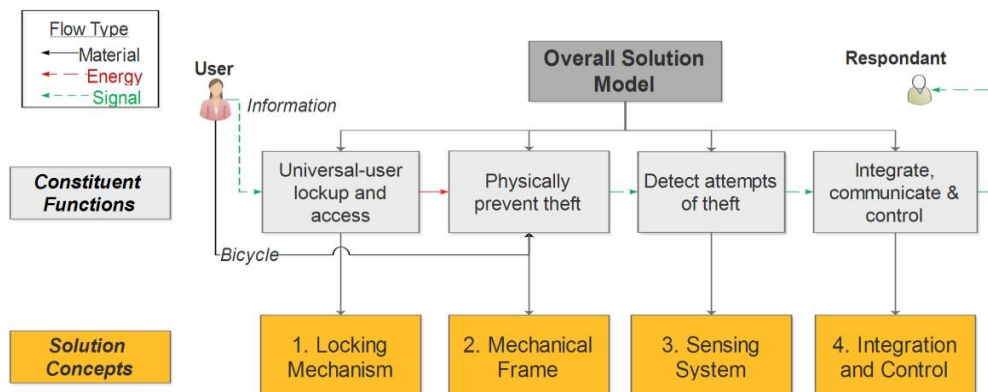 Flow Type
Material
Energy
Signal
User
Information
Overall Solution
Model
Respondant
Constituent
Functions
Universal-user
lockup and
access
Physically
prevent theft
Detect attempts
of theft
Integrate,
communicate &
control
Bicycle
Solution
Concepts
1. Locking
Mechanism
2. Mechanical
Frame
3. Sensing
System
4. Integration
and Control